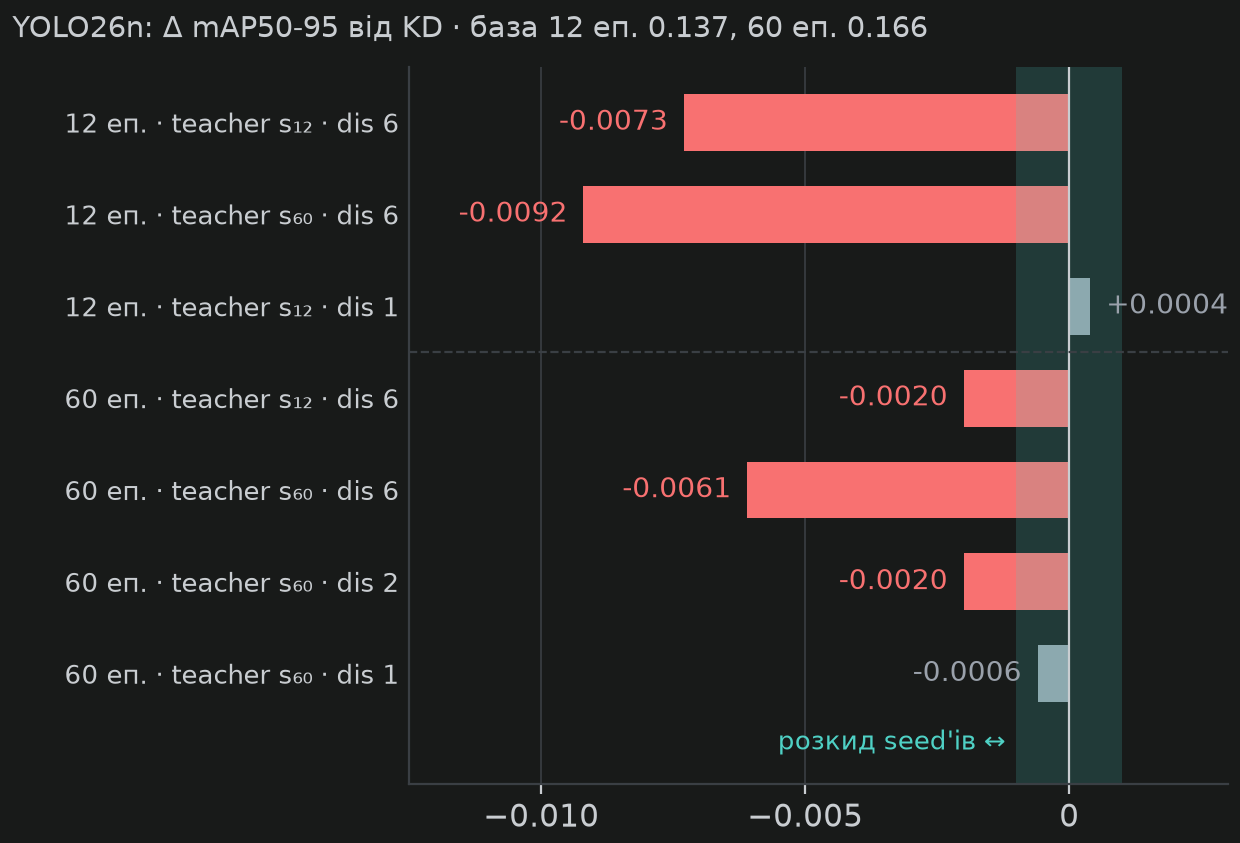 YOLO26n: Δ mAP50-95 від KD · база 12 еп. 0.137, 60 еп. 0.166
12 еп. · teacher s₁₂ · dis 6
-0.0073
12 еп. · teacher s₆₀ · dis 6
-0.0092
12 еп. · teacher s₁₂ · dis 1
+0.0004
60 еп. · teacher s₁₂ · dis 6
-0.0020
60 еп. · teacher s₆₀ · dis 6
-0.0061
60 еп. · teacher s₆₀ · dis 2
-0.0020
60 еп. · teacher s₆₀ · dis 1
-0.0006
розкид seed'ів ↔
−0.010 −0.005 0